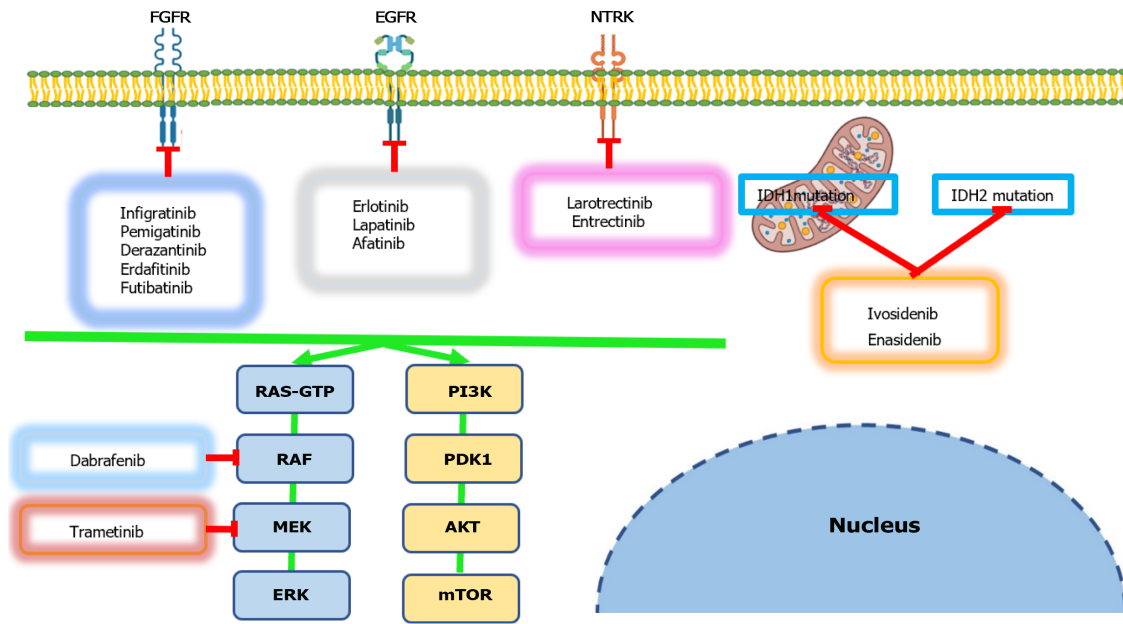 FGFR
EGFR
NTRK
Infigratinib
Pemigatinib
Derazantinib
Erdafitinib
Futibatinib
Erlotinib
Lapatinib
Afatinib
Larotrectinib
Entrectinib
IDH1mutation
IDH2 mutation
Ivosidenib
Enasidenib
RAS-GTP
PI3K
Dabrafenib
RAF
PDK1
Trametinib
MEK
AKT
ERK
mTOR
Nucleus